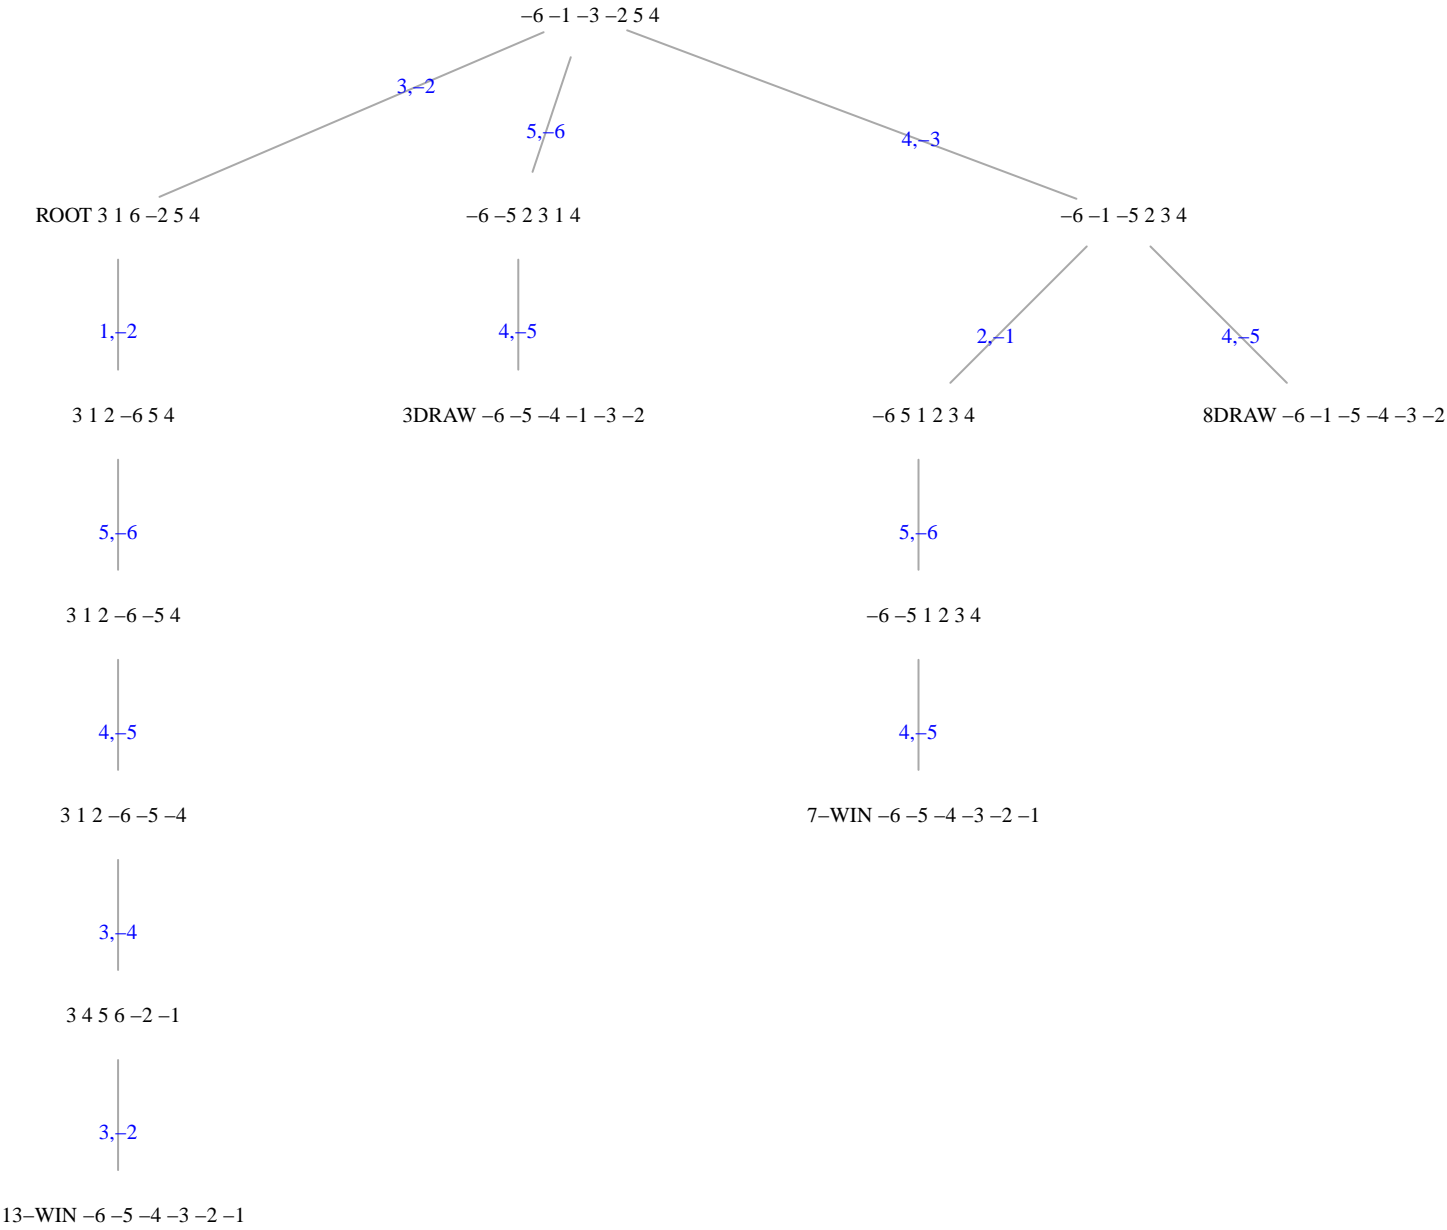 –6 –1 –3 –2 5 4
3,–2
5,–6
4,–3
ROOT 3 1 6 –2 5 4
–6 –5 2 3 1 4
–6 –1 –5 2 3 4
1,–2
4,–5
2,–1
4,–5
3 1 2 –6 5 4
3DRAW –6 –5 –4 –1 –3 –2
–6 5 1 2 3 4
8DRAW –6 –1 –5 –4 –3 –2
5,–6
5,–6
3 1 2 –6 –5 4
–6 –5 1 2 3 4
4,–5
4,–5
3 1 2 –6 –5 –4
7–WIN –6 –5 –4 –3 –2 –1
3,–4
3 4 5 6 –2 –1
3,–2
13–WIN –6 –5 –4 –3 –2 –1